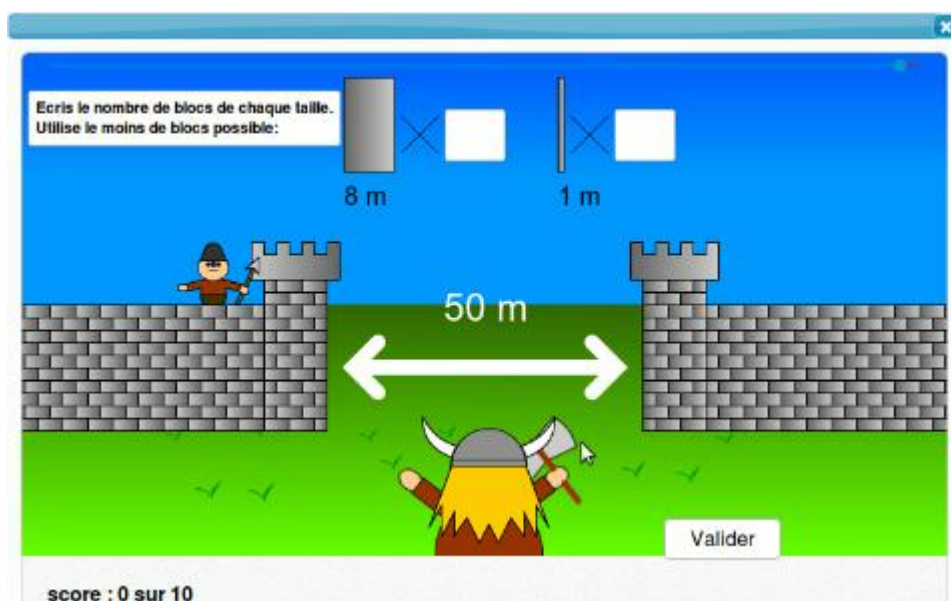 Ecris le nombre de blocs de chaque taille.
Utilise le moins de blocs possible:
8 m
1 m
50 m
Valider
score : 0 sur 10